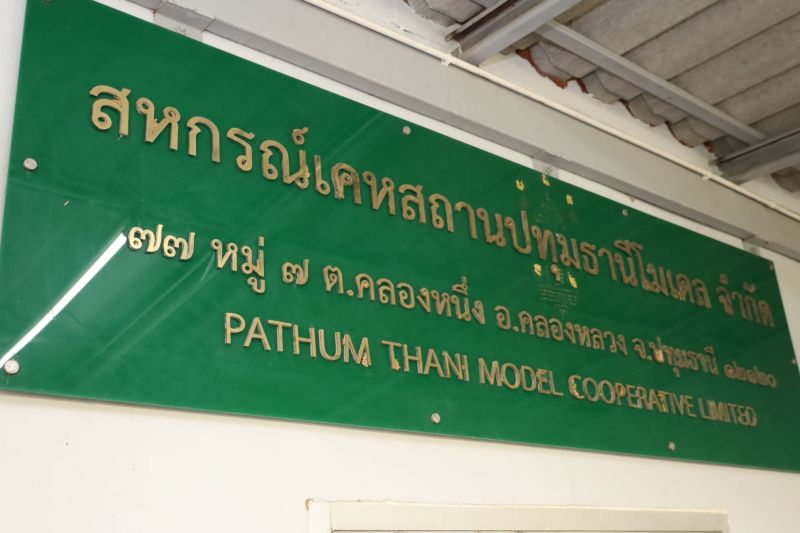 สหกรณ์เคหสถานปทุมธานีโมเดล จำกัด
๗๗ หมู่ ๗ ต.คลองหนึ่ง อ.คลองหลวง จ.ปทุมธานี ๑๒๑๒๐
PATHUM THANI MODEL COOPERATIVE LIMITED